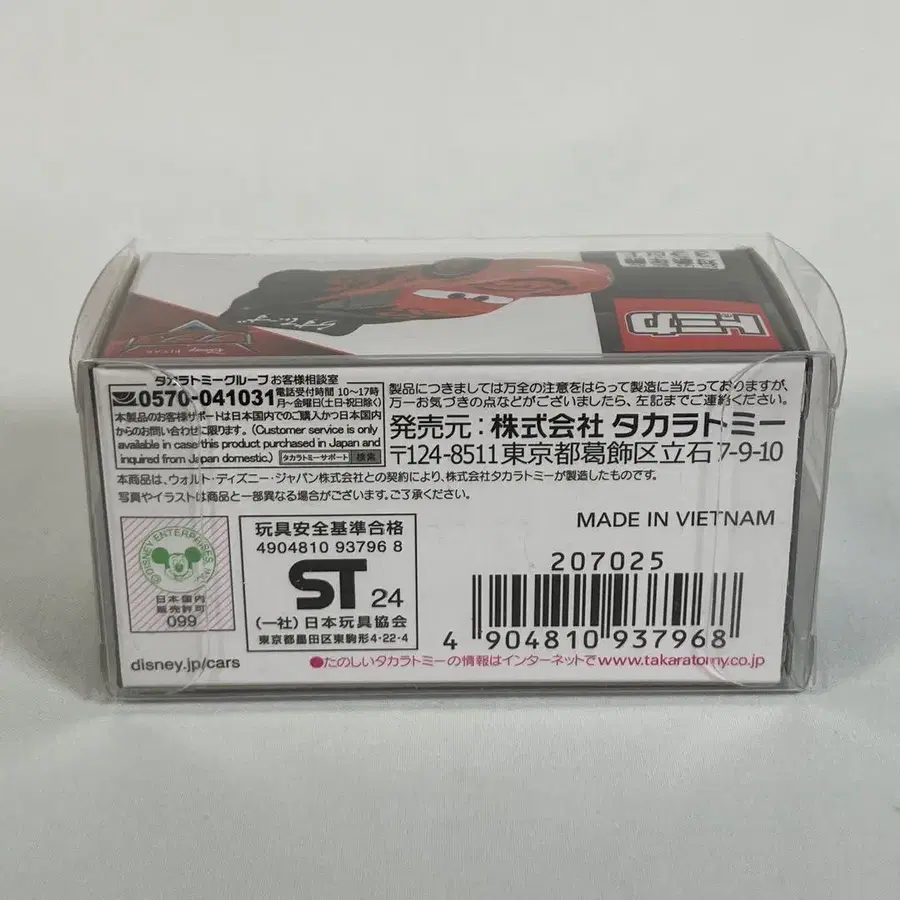 トミカ
タカラトミーグループお客様相談室
0570-041031
電話受付時間 10〜17時
月〜金曜日(土日・祝日除く)
本製品のお客様サポートは日本国内でのご購入かつ日本国内
からのお問い合わせに限ります。(Customer service is only
available in case this product purchased in Japan and
inquired from Japan domestic.)
タカラトミーサポート 検索
製品につきましては万全の注意をはらって製造に当たっておりますが、
万一お気づきの点などがございましたら、左記までご連絡ください。
発売元:株式会社 タカラトミー
〒124-8511東京都葛飾区立石7-9-10
本商品は、ウォルト・ディズニー・ジャパン株式会社との契約により、株式会社タカラトミーが製造したものです。
写真やイラストは商品と一部異なる場合がございます。ご了承ください。
©DISNEY ENTERPRISES, INC.
日本国内
販売許可
099
disney.jp/cars
玩具安全基準合格
4904810 93796 8
ST 24
(一社)日本玩具協会
東京都墨田区東駒形4-22-4
MADE IN VIETNAM
207025
4 904810 937968
●たのしいタカラトミーの情報はインターネットでwww.takaratomy.co.jp